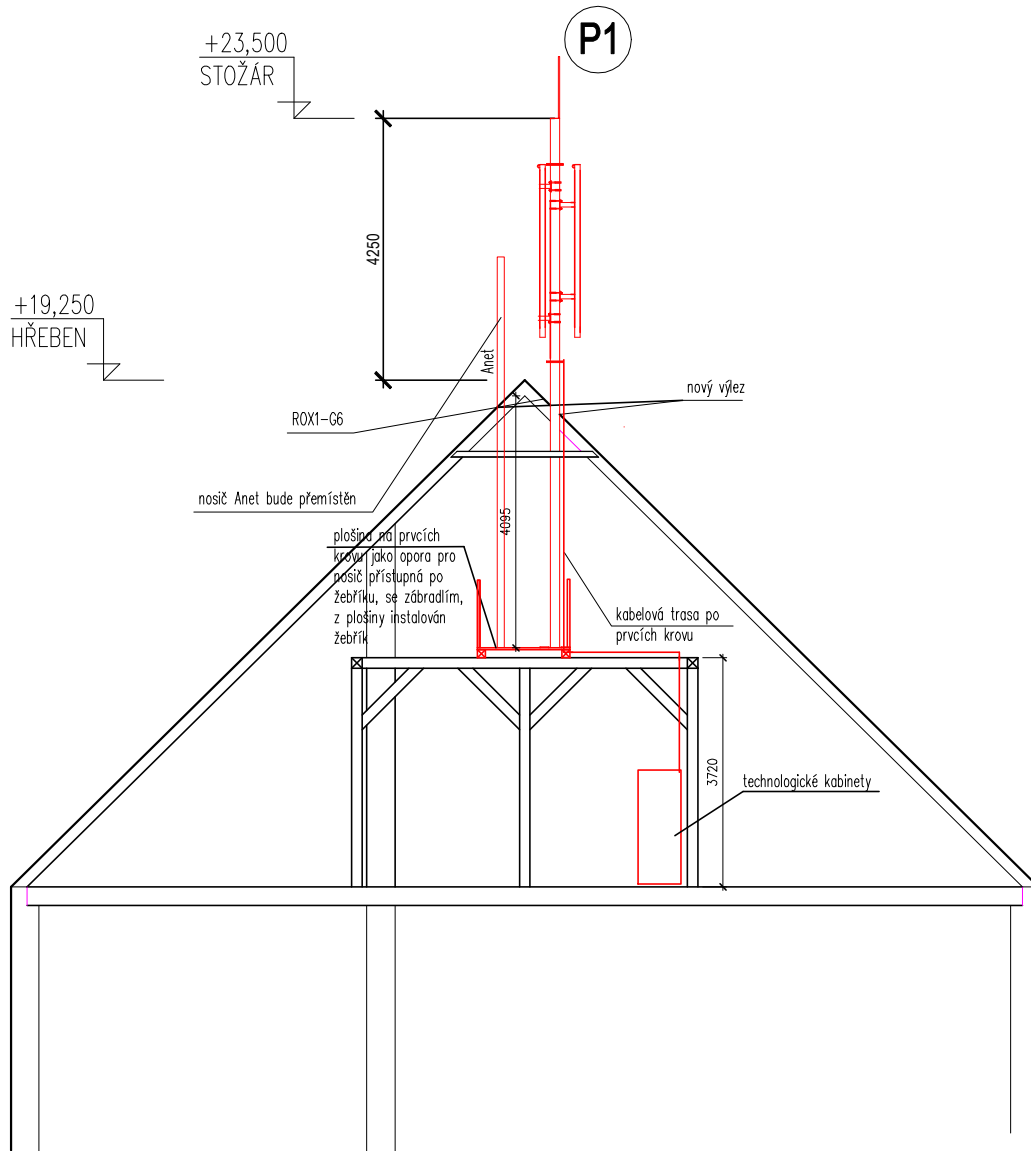 P1
+23,500
STOŽÁR
4250
+19,250
HŘEBEN
Anet
nový výlez
ROX1-G6
nosič Anet bude přemístěn
4095
plošina na prvcích
krovu jako opora pro
nosič přístupná po
žebříku, se zábradlím,
z plošiny instalován
žebřík
kabelová trasa po
prvcích krovu
3720
technologické kabinety